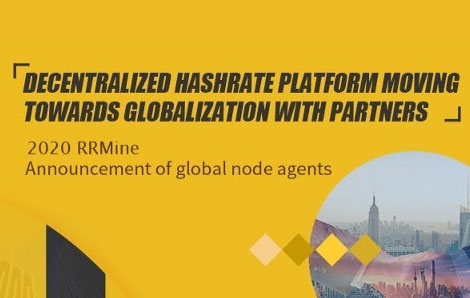 DECENTRALIZED HASHRATE PLATFORM MOVING
TOWARDS GLOBALIZATION WITH PARTNERS
2020 RRMine
Announcement of global node agents